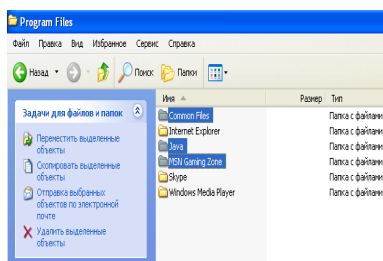 Program Files
Файл Правка Вид Избранное Сервис Справка
Назад Поиск Папки
Имя Размер Тип
Задачи для файлов и папок
Переместить выделенные объекты
Скопировать выделенные объекты
Отправка выбранных объектов по электронной почте
Удалить выделенные объекты
Common Files Папка с файлами
Internet Explorer Папка с файлами
Java Папка с файлами
MSN Gaming Zone Папка с файлами
Skype Папка с файлами
Windows Media Player Папка с файлами